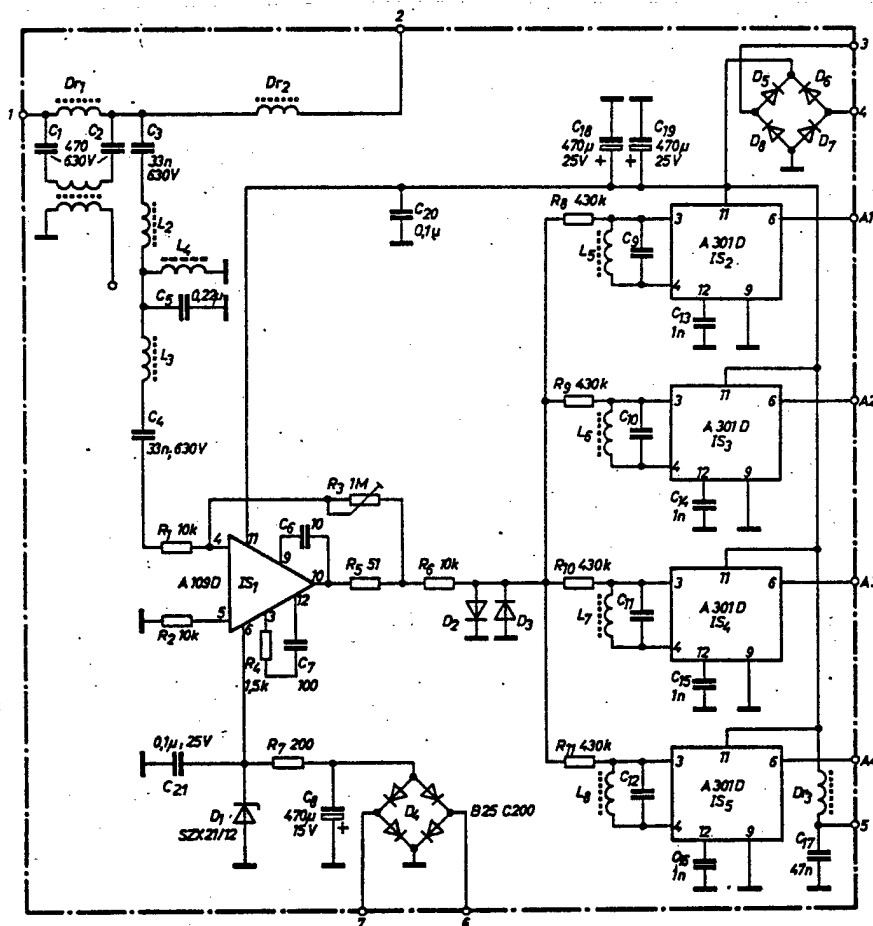 2
3
Dr1
Dr2
D5 D6
1
4
C1 C2 C3
470
630V
33n
630V
C18
470µ
25V
+
+
C19
470µ
25V
D8 D7
L2
L4
C20
0,1µ
R8 430k
3 11 6 A1
L5 C9
A 301 D
IS2
4 12 9
C5 0,22µ
C13
1n
L3
R9 430k
3 11 6 A2
L6 C10
A 301 D
IS3
4 12 9
C4
33n, 630V
C14
1n
R3 1M
R1 10k
4 11
C6 10
9
A 109 D IS1
10
R5 51
R6 10k
R10 430k
3 11 6 A3
L7 C11
A 301 D
IS4
4 12 9
R2 10k
5
6
3
12
D2 D3
R4
1,5k
C7
100
C15
1n
R11 430k
3 11 6 A4
L8 C12
A 301 D
IS5
4 12 9
Dr3
0,1µ, 25V
C21
R7 200
D1
SZX21/12
C8
470µ
15V
+
D4
B25 C200
5
C16
1n
C17
47n
7
6